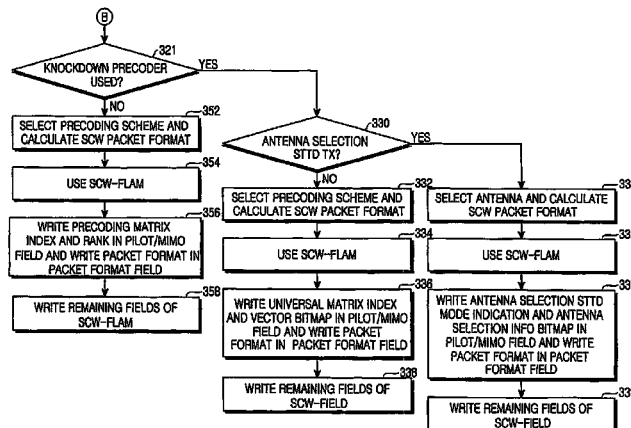 B
321
KNOCKDOWN PRECODER
USED?
YES
NO
352
SELECT PRECODING SCHEME AND
CALCULATE SCW PACKET FORMAT
354
USE SCW-FLAM
356
WRITE PRECODING MATRIX
INDEX AND RANK IN PILOT/MIMO
FIELD AND WRITE PACKET FORMAT IN
PACKET FORMAT FIELD
358
WRITE REMAINING FIELDS OF
SCW-FLAM
330
ANTENNA SELECTION
STTD TX?
YES
NO
332
SELECT PRECODING SCHEME AND
CALCULATE SCW PACKET FORMAT
334
USE SCW-FLAM
336
WRITE UNIVERSAL MATRIX INDEX
AND VECTOR BITMAP IN PILOT/MIMO
FIELD AND WRITE PACKET
FORMAT IN PACKET FORMAT FIELD
338
WRITE REMAINING FIELDS OF
SCW-FIELD
33
SELECT ANTENNA AND CALCULATE
SCW PACKET FORMAT
33
USE SCW-FLAM
33
WRITE ANTENNA SELECTION STTD
MODE INDICATION AND ANTENNA
SELECTION INFO BITMAP IN
PILOT/MIMO FIELD AND WRITE
PACKET FORMAT IN PACKET
FORMAT FIELD
33
WRITE REMAINING FIELDS OF
SCW-FIELD